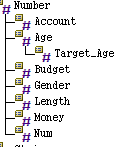 Number
Account
Age
Target_Age
Budget
Gender
Length
Money
Num